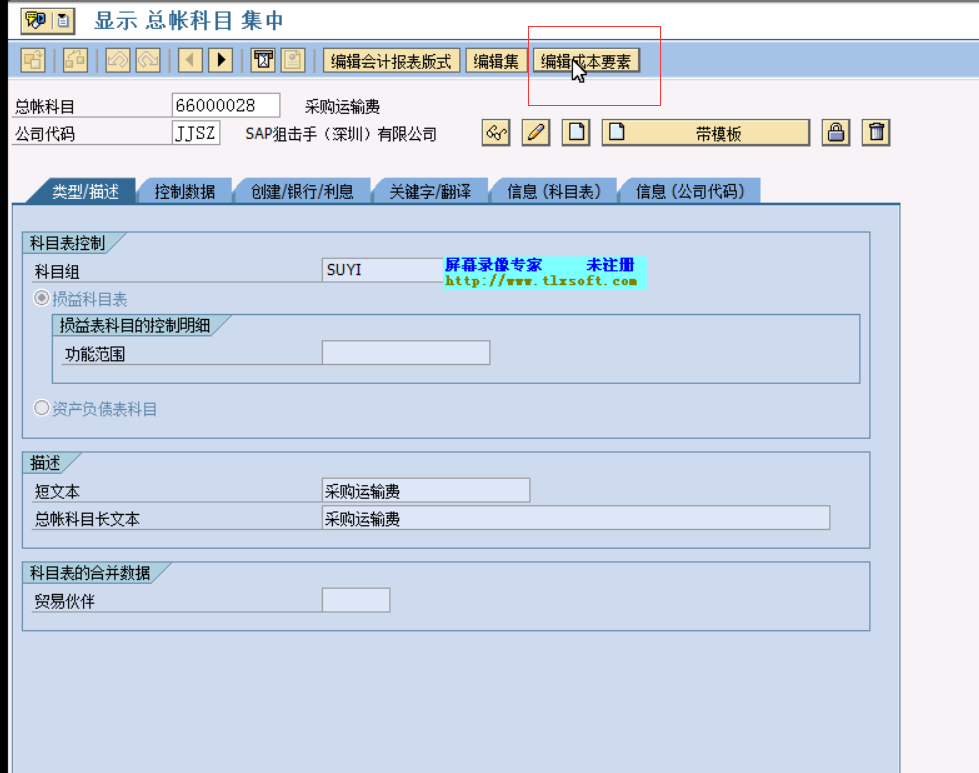 显示 总帐科目 集中
编辑会计报表版式 编辑集 编辑成本要素
总帐科目 66000028 采购运输费
公司代码 JJSZ SAP狙击手（深圳）有限公司 带模板
类型/描述 控制数据 创建/银行/利息 关键字/翻译 信息(科目表) 信息(公司代码)
科目表控制
科目组 SUYI
屏幕录像专家 未注册
http://www.tlxsoft.com
损益科目表
损益表科目的控制明细
功能范围
资产负债表科目
描述
短文本 采购运输费
总帐科目长文本 采购运输费
科目表的合并数据
贸易伙伴